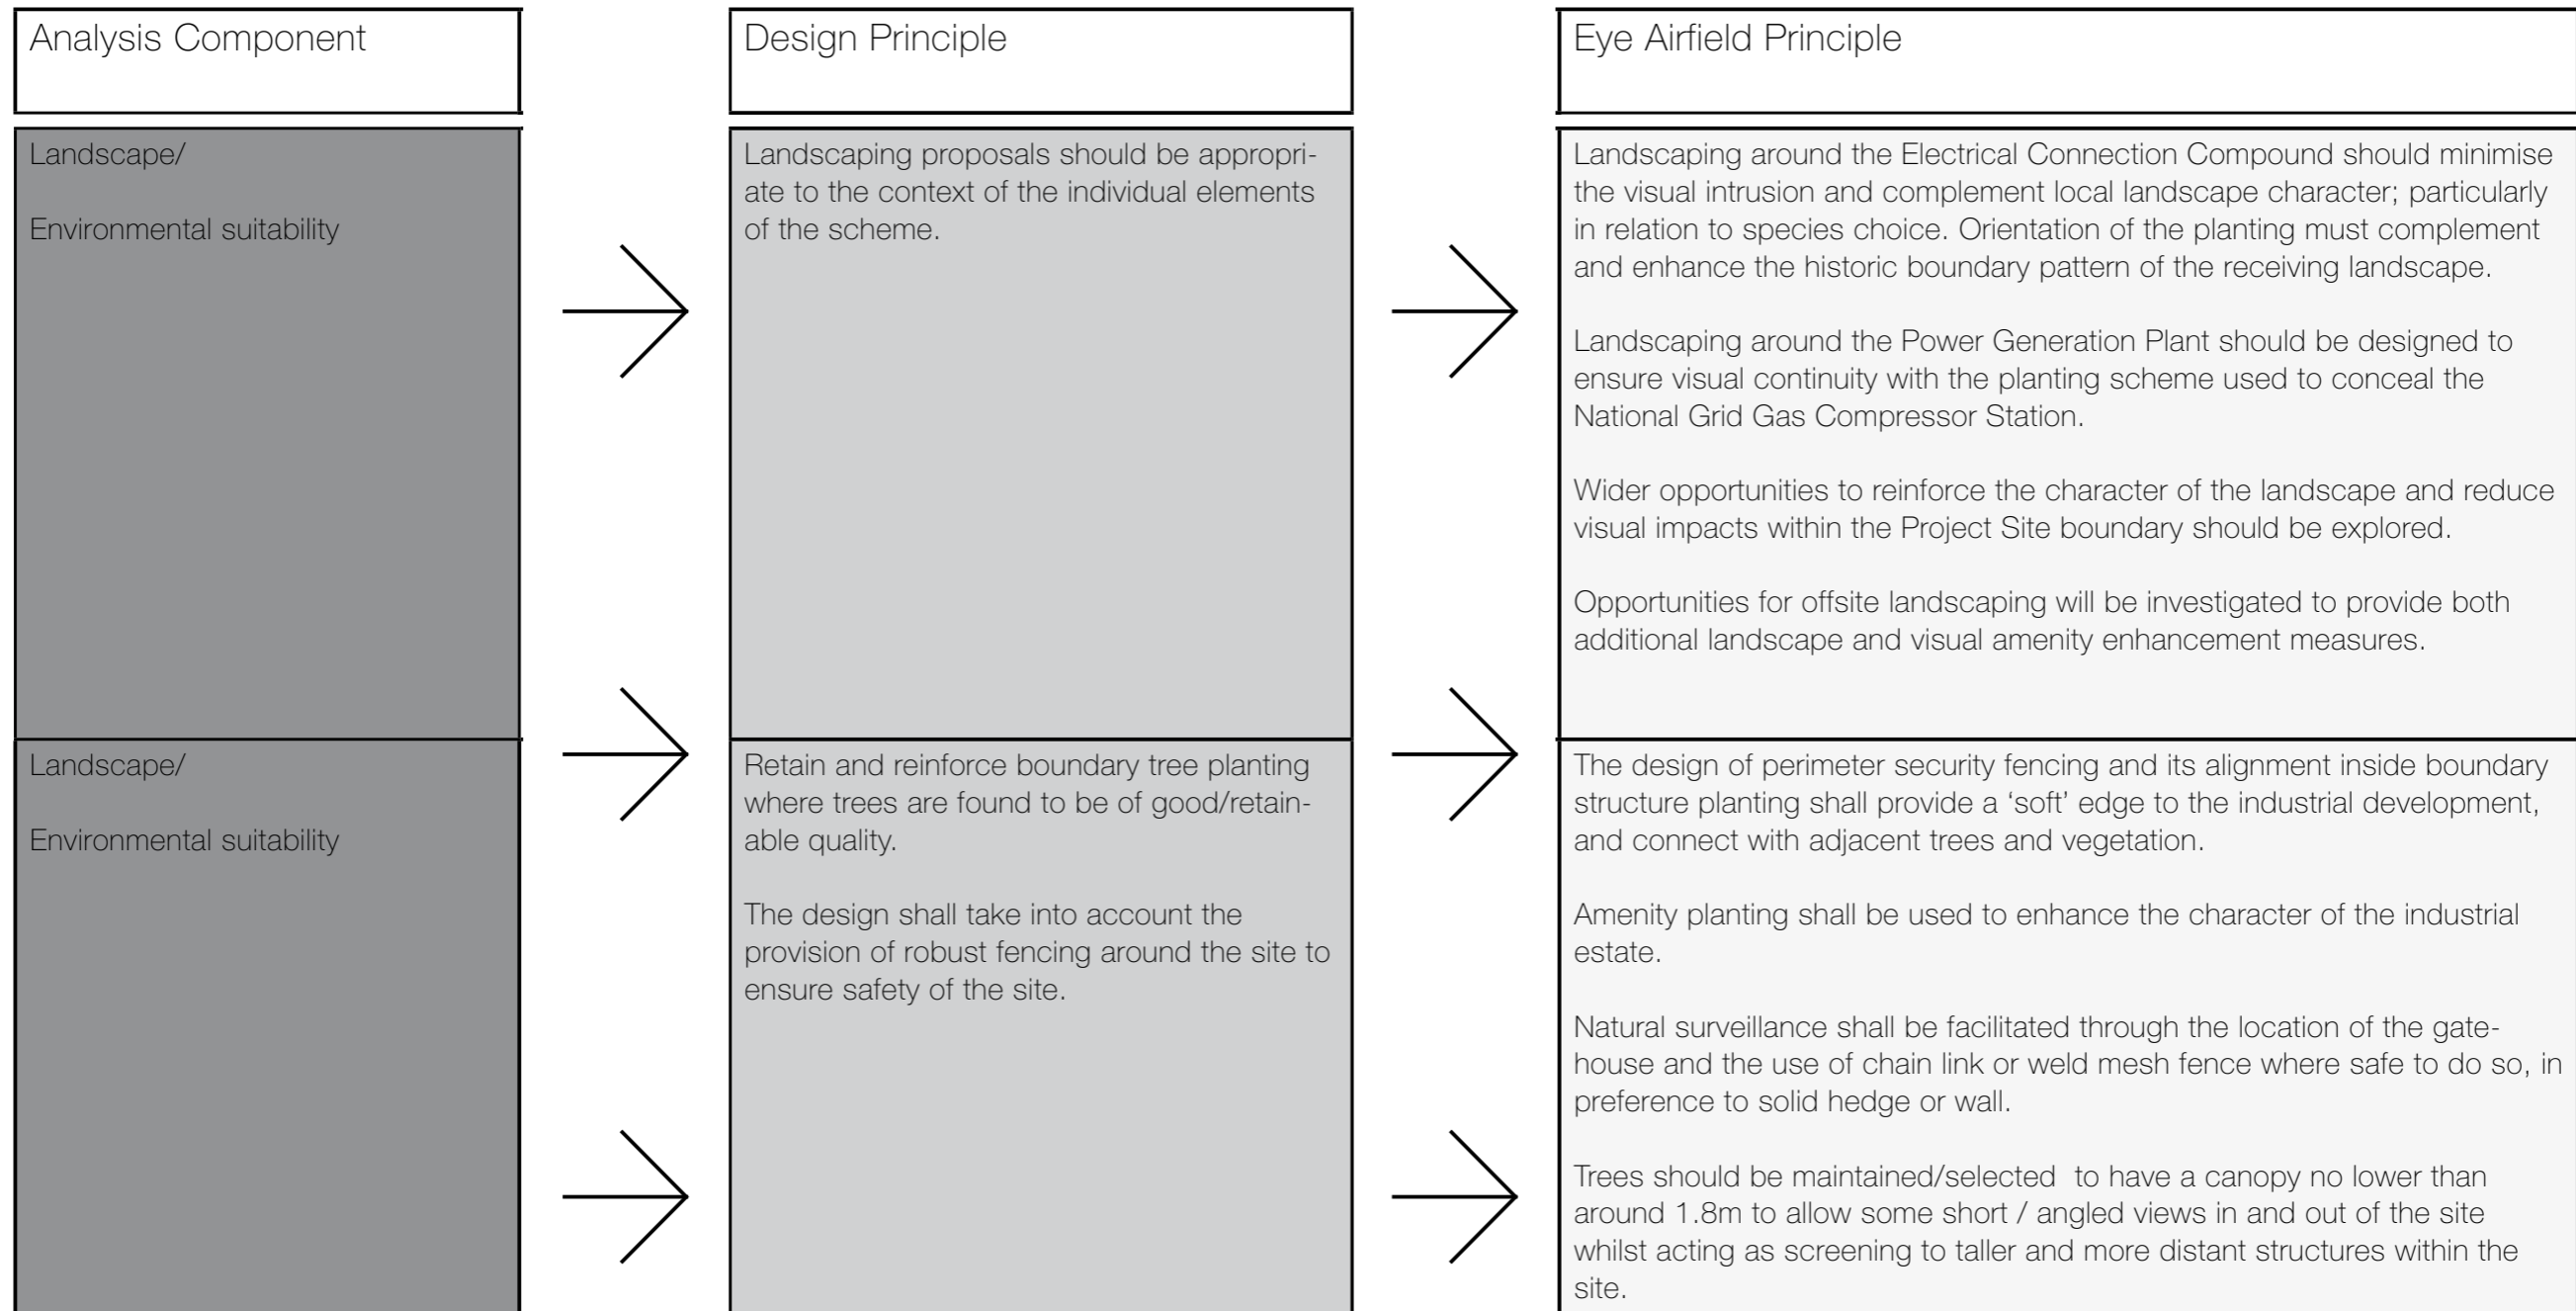 Analysis Component
Design Principle
Eye Airfield Principle
Landscape/
Environmental suitability
Landscaping proposals should be appropri-
ate to the context of the individual elements
of the scheme.
Landscaping around the Electrical Connection Compound should minimise
the visual intrusion and complement local landscape character; particularly
in relation to species choice. Orientation of the planting must complement
and enhance the historic boundary pattern of the receiving landscape.
Landscaping around the Power Generation Plant should be designed to
ensure visual continuity with the planting scheme used to conceal the
National Grid Gas Compressor Station.
Wider opportunities to reinforce the character of the landscape and reduce
visual impacts within the Project Site boundary should be explored.
Opportunities for offsite landscaping will be investigated to provide both
additional landscape and visual amenity enhancement measures.
Landscape/
Environmental suitability
Retain and reinforce boundary tree planting
where trees are found to be of good/retain-
able quality.
The design shall take into account the
provision of robust fencing around the site to
ensure safety of the site.
The design of perimeter security fencing and its alignment inside boundary
structure planting shall provide a ‘soft’ edge to the industrial development,
and connect with adjacent trees and vegetation.
Amenity planting shall be used to enhance the character of the industrial
estate.
Natural surveillance shall be facilitated through the location of the gate-
house and the use of chain link or weld mesh fence where safe to do so, in
preference to solid hedge or wall.
Trees should be maintained/selected  to have a canopy no lower than
around 1.8m to allow some short / angled views in and out of the site
whilst acting as screening to taller and more distant structures within the
site.